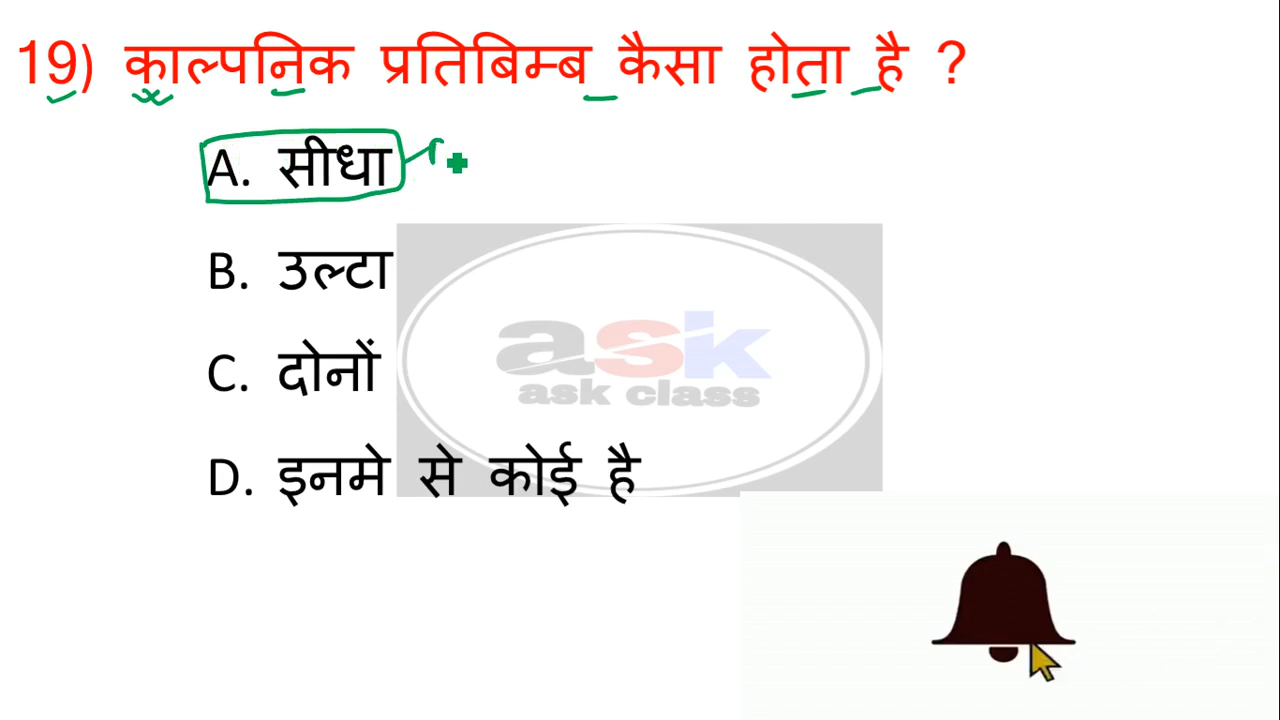 19) काल्पनिक प्रतिबिम्ब कैसा होता है ?
A. सीधा
B. उल्टा
C. दोनों
D. इनमे से कोई है
ask
ask class